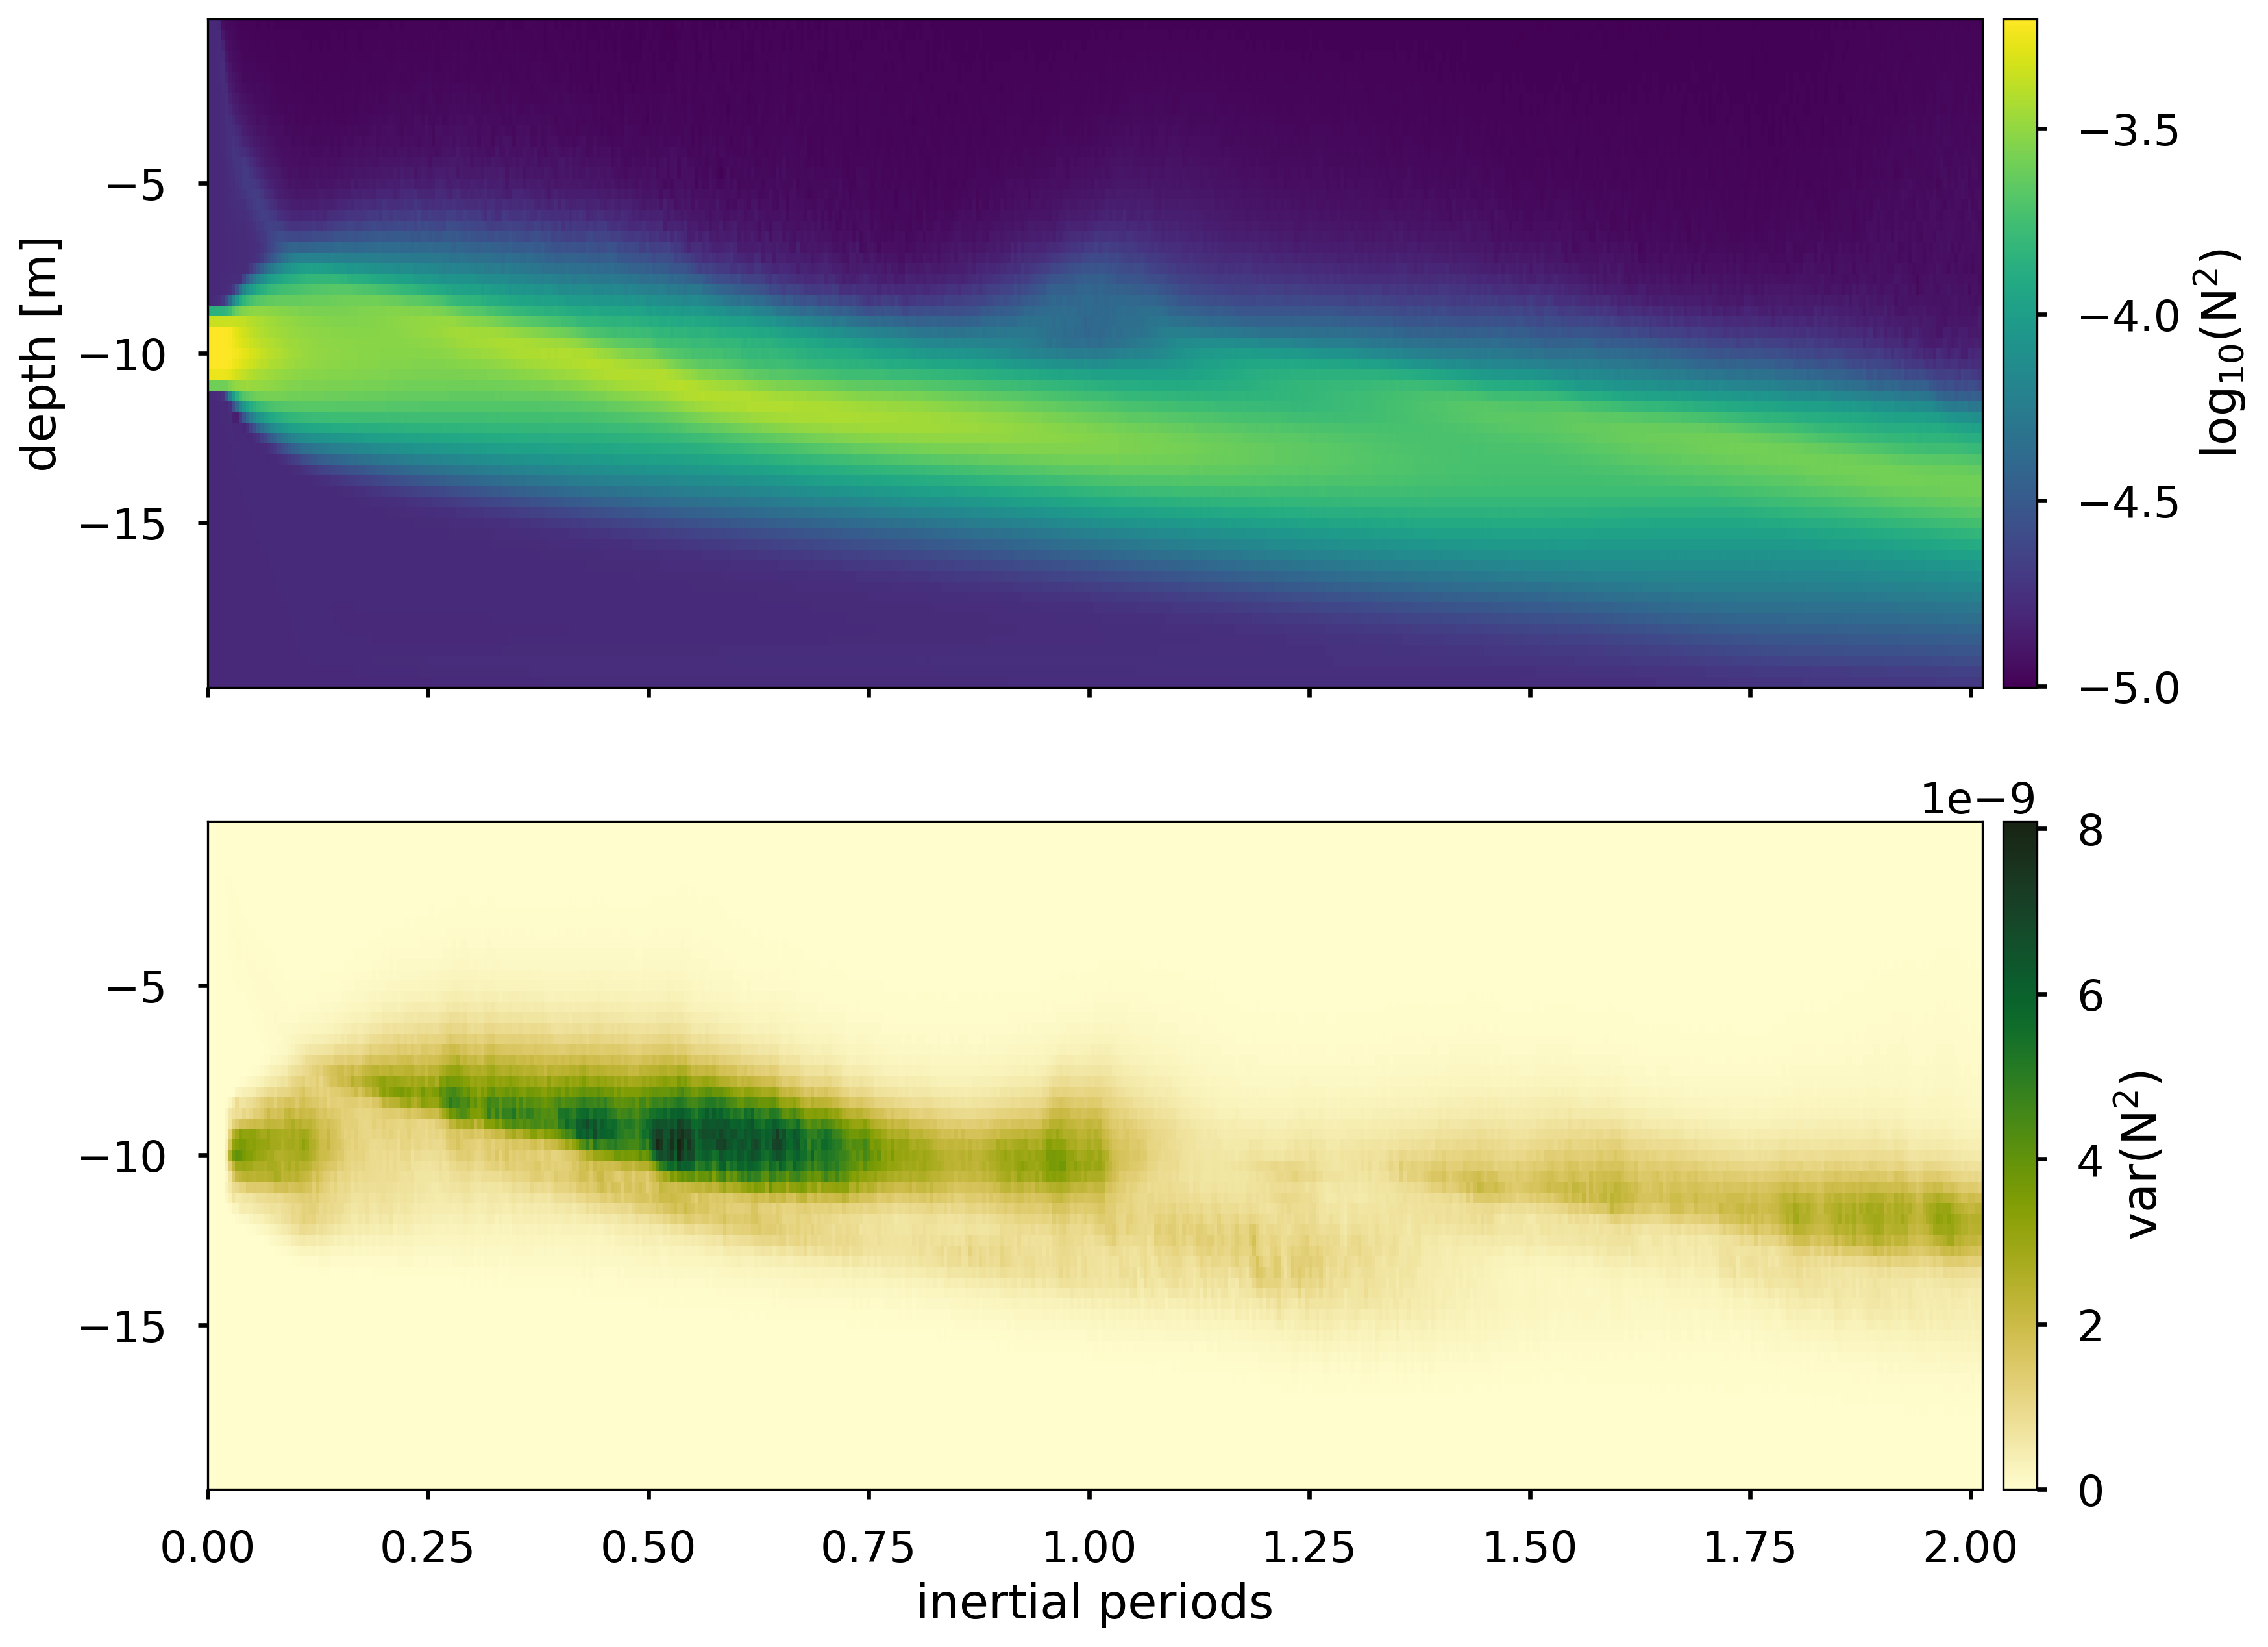 −5
−10
−15
depth [m]
−3.5
−4.0
−4.5
−5.0
log₁₀(N²)
1e−9
−5
−10
−15
8
6
4
2
0
var(N²)
0.00 0.25 0.50 0.75 1.00 1.25 1.50 1.75 2.00
inertial periods